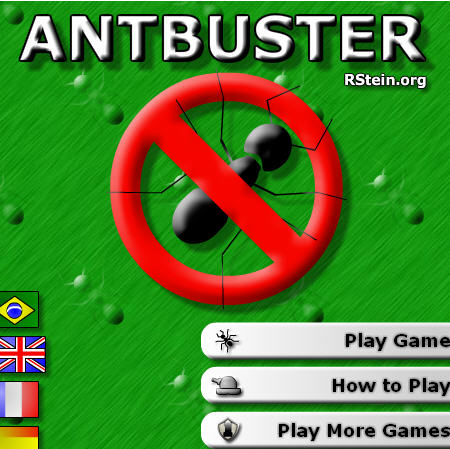 ANTBUSTER
RStein.org
Play Game
How to Play
Play More Games